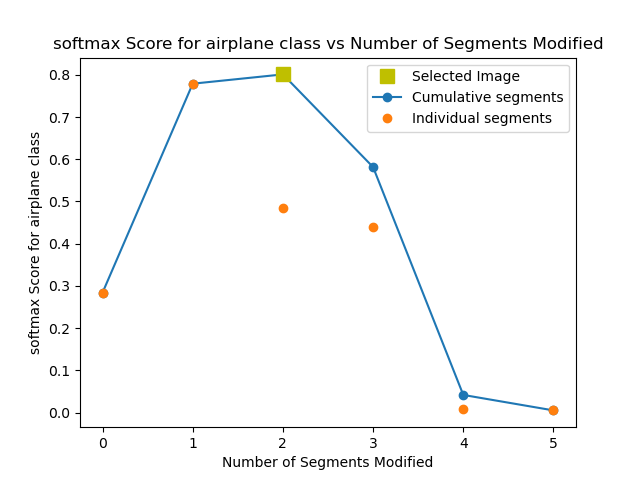 softmax Score for airplane class vs Number of Segments Modified
Selected Image
Cumulative segments
Individual segments
softmax Score for airplane class
0.8
0.7
0.6
0.5
0.4
0.3
0.2
0.1
0.0
0 1 2 3 4 5
Number of Segments Modified